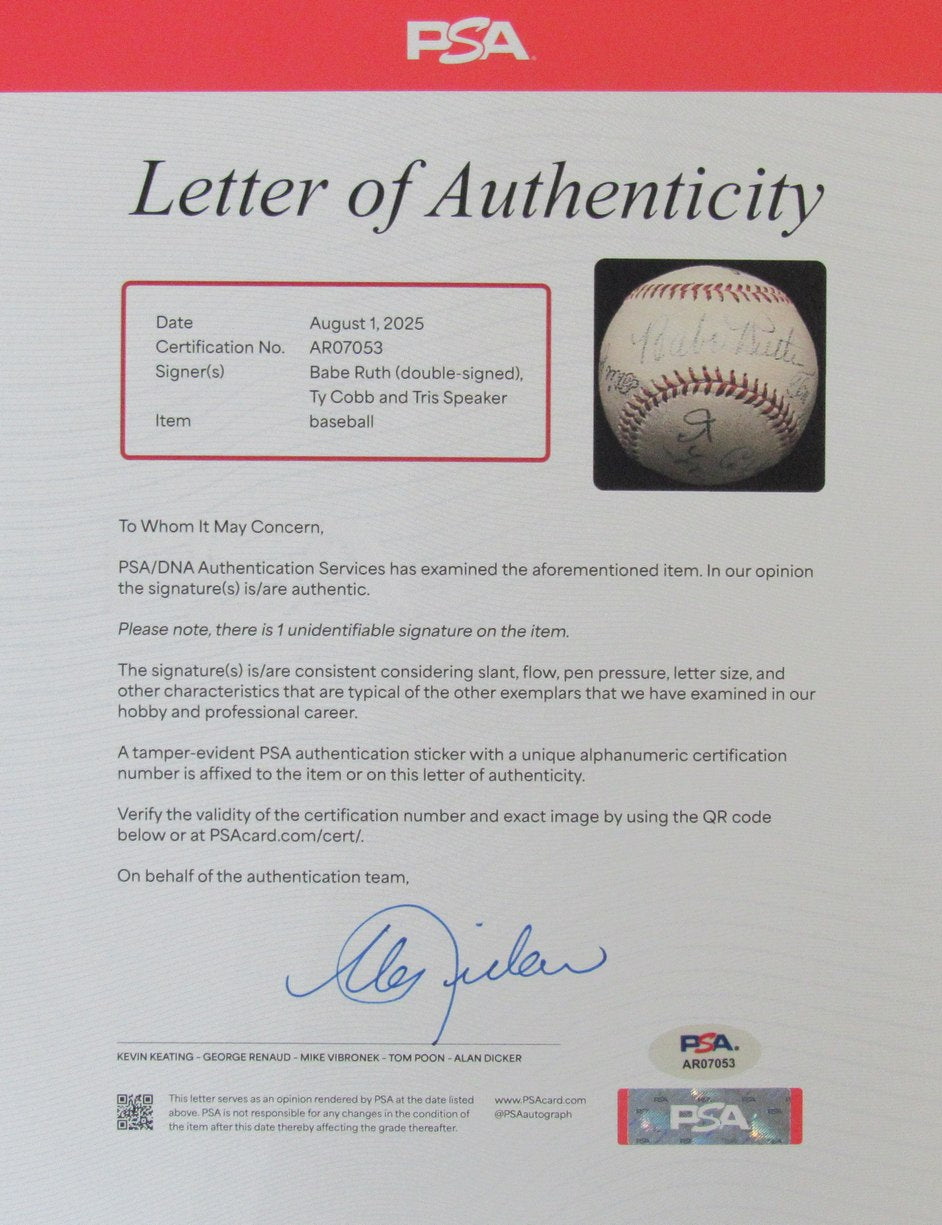 PSA
Letter of Authenticity
Date August 1, 2025
Certification No. AR07053
Signer(s) Babe Ruth (double-signed),
Ty Cobb and Tris Speaker
Item baseball
Babe Ruth
To Whom It May Concern,
PSA/DNA Authentication Services has examined the aforementioned item. In our opinion
the signature(s) is/are authentic.
Please note, there is 1 unidentifiable signature on the item.
The signature(s) is/are consistent considering slant, flow, pen pressure, letter size, and
other characteristics that are typical of the other exemplars that we have examined in our
hobby and professional career.
A tamper-evident PSA authentication sticker with a unique alphanumeric certification
number is affixed to the item or on this letter of authenticity.
Verify the validity of the certification number and exact image by using the QR code
below or at PSAcard.com/cert/.
On behalf of the authentication team,
KEVIN KEATING - GEORGE RENAUD - MIKE VIBRONEK - TOM POON - ALAN DICKER
This letter serves as an opinion rendered by PSA at the date listed
above. PSA is not responsible for any changes in the condition of
the item after this date thereby affecting the grade thereafter.
www.PSAcard.com
@PSAautograph
PSA.
AR07053
PSA